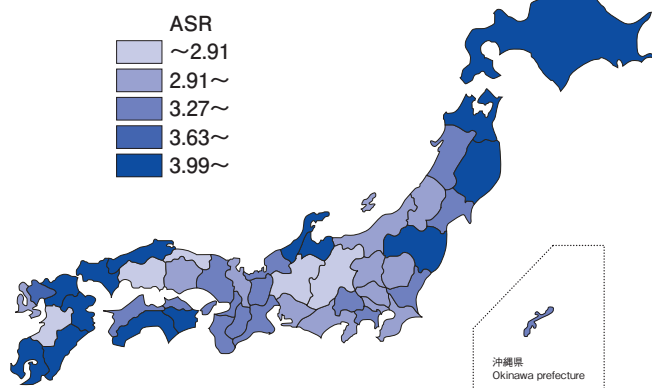 ASR
～2.91
2.91～
3.27～
3.63～
3.99～
沖縄県
Okinawa prefecture